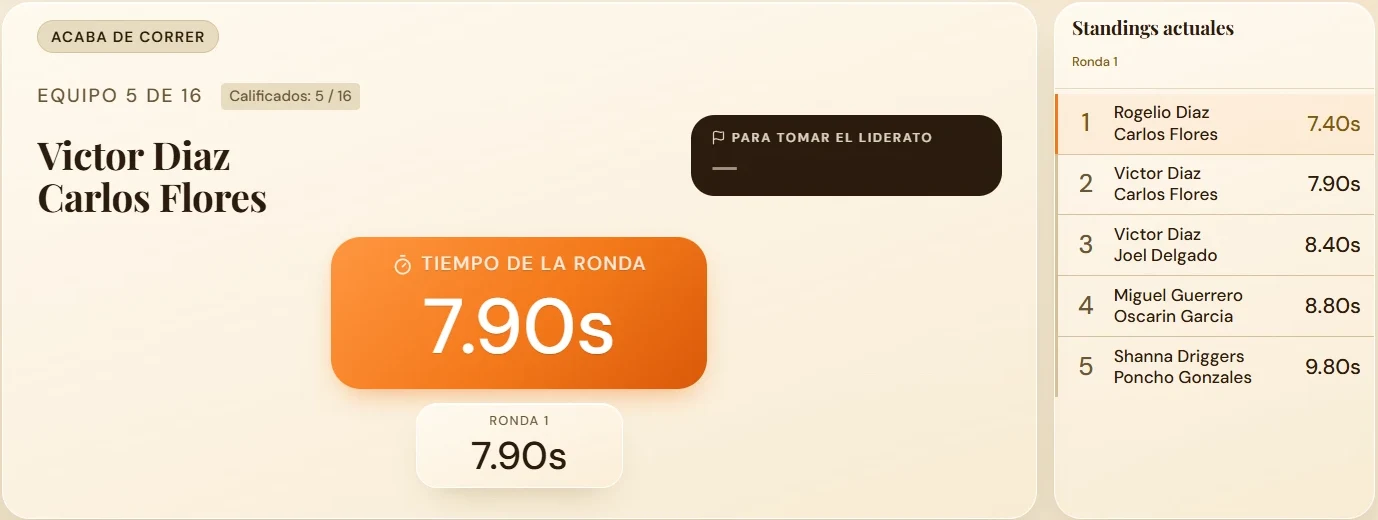 ACABA DE CORRER
EQUIPO 5 DE 16
Calificados: 5 / 16
Victor Diaz
Carlos Flores
PARA TOMAR EL LIDERATO
—
TIEMPO DE LA RONDA
7.90s
RONDA 1
7.90s
Standings actuales
Ronda 1
1 Rogelio Diaz
Carlos Flores 7.40s
2 Victor Diaz
Carlos Flores 7.90s
3 Victor Diaz
Joel Delgado 8.40s
4 Miguel Guerrero
Oscarin Garcia 8.80s
5 Shanna Driggers
Poncho Gonzales 9.80s